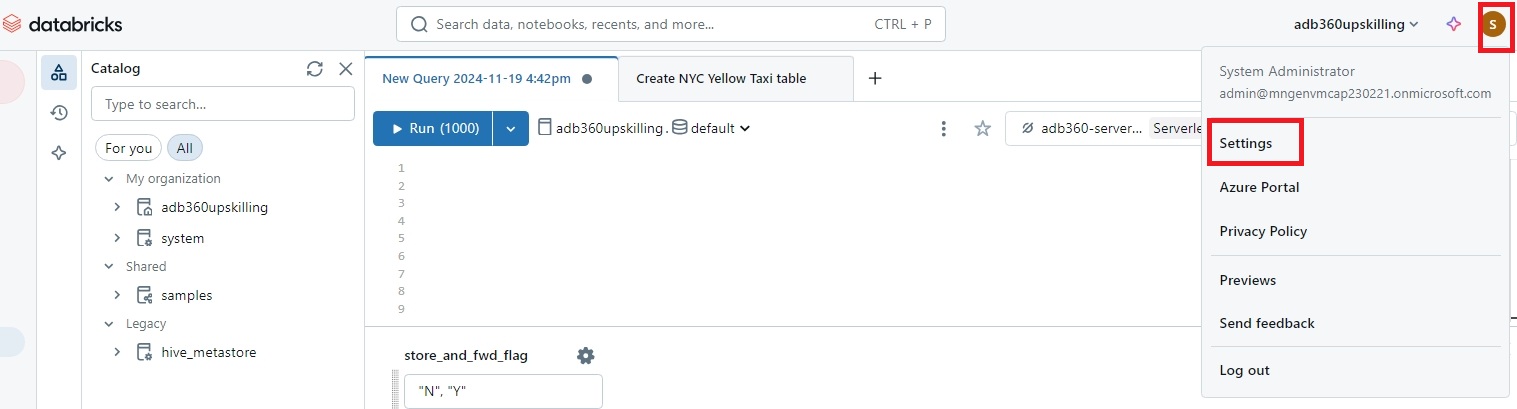 databricks
Search data, notebooks, recents, and more... CTRL + P
adb360upskilling
S
Catalog
Type to search...
For you All
My organization
adb360upskilling
system
Shared
samples
Legacy
hive_metastore
New Query 2024-11-19 4:42pm
Create NYC Yellow Taxi table
+
Run (1000)
adb360upskilling. default
adb360-server... Serverle
1
2
3
4
5
6
7
8
9
store_and_fwd_flag
"N", "Y"
System Administrator
admin@mngenvmcap230221.onmicrosoft.com
Settings
Azure Portal
Privacy Policy
Previews
Send feedback
Log out